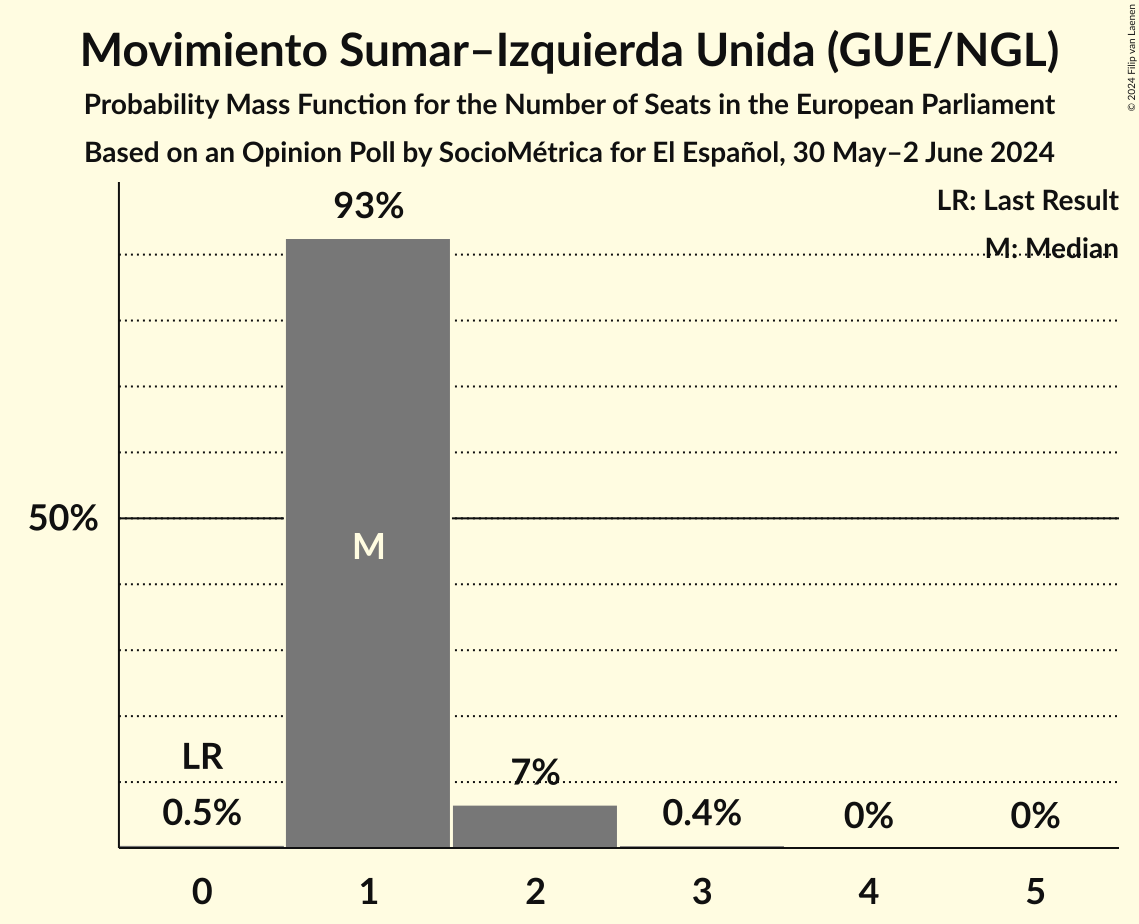 Movimiento Sumar–Izquierda Unida (GUE/NGL)
Probability Mass Function for the Number of Seats in the European Parliament
Based on an Opinion Poll by SocioMétrica for El Español, 30 May–2 June 2024
© 2024 Filip van Laenen
LR: Last Result
M: Median
93%
50%
M
LR
0.5%
7%
0.4%
0%
0%
0 1 2 3 4 5